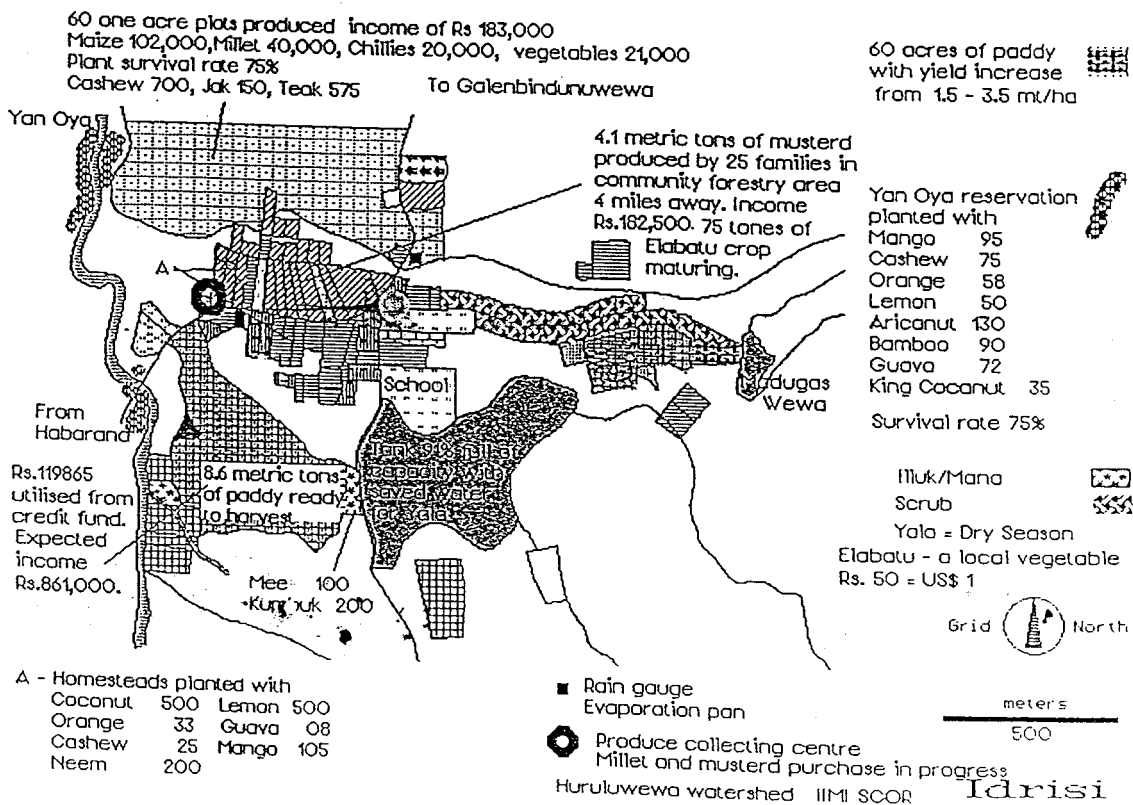 60 one acre plots produced income of Rs 183,000
Maize 102,000, Millet 40,000, Chillies 20,000, vegetables 21,000
Plant survival rate 75%
Cashew 700, Jak 150, Teak 575
To Galenbindunuwewa
60 acres of paddy
with yield increase
from 1.5 - 3.5 mt/ha
Yan Oya
4.1 metric tons of musterd
produced by 25 families in
community forestry area
4 miles away. Income
Rs.162,500. 75 tones of
Elabatu crop
maturing.
Yan Oya reservation
planted with
Mango 95
Cashew 75
Orange 58
Lemon 50
Aricanut 130
Bamboo 90
Guava 72
King Cocanut 35
Survival rate 75%
A
School
Wewa
From
Habarand
Rs.119865
utilised from
credit fund.
Expected
income
Rs.861,000.
8.6 metric tons
of paddy ready
to harvest
capacity with
saved water
Mee 100
200
Illuk/Mana
Scrub
Yala = Dry Season
Elabatu - a local vegetable
Rs. 50 = US$ 1
Grid North
A - Homesteads planted with
Coconut 500 Lemon 500
Orange 33 Guava 08
Cashew 25 Mango 105
Neem 200
Rain gauge
Evaporation pan
Produce collecting centre
Millet and musterd purchase in progress
Huruluwewa watershed IIMI SCOR
meters
500
Idrisi